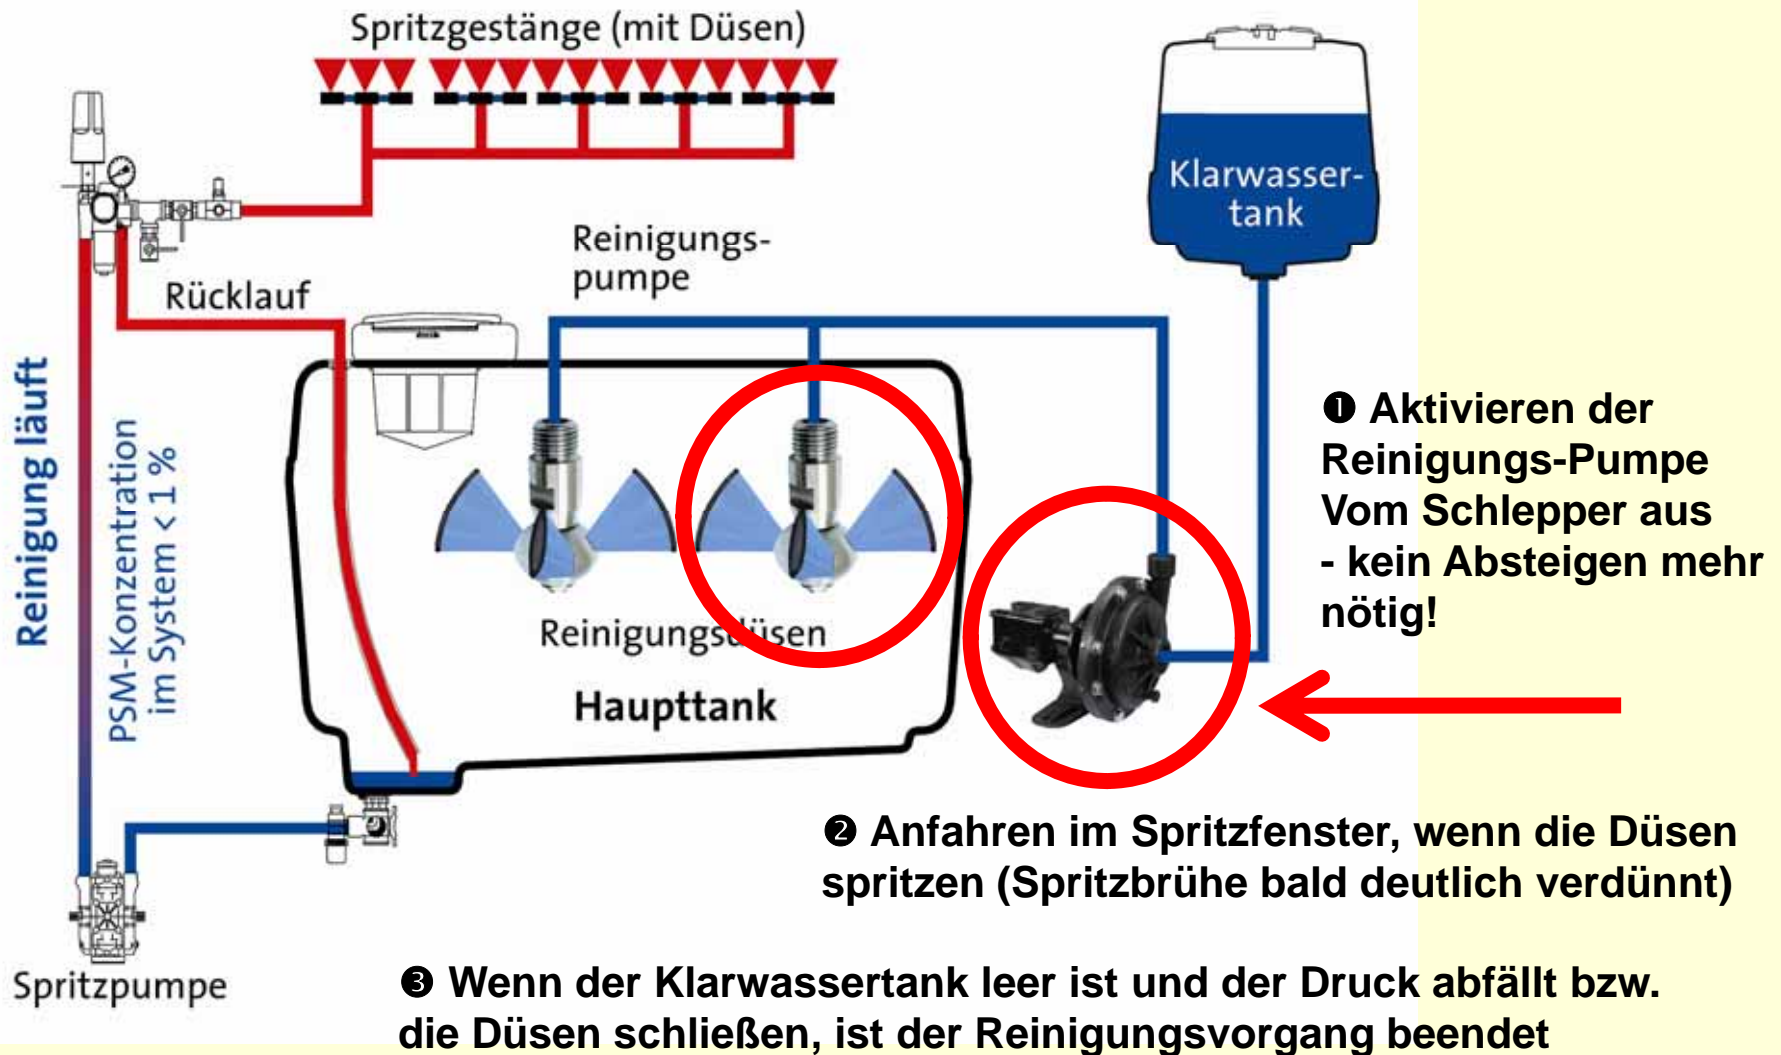 Spritzgestänge (mit Düsen)
Klarwasser-
tank
Reinigungs-
pumpe
Rücklauf
Reinigung läuft
PSM-Konzentration
im System < 1 %
Reinigungsdüsen
Haupttank
Spritzpumpe
❶ Aktivieren der
Reinigungs-Pumpe
Vom Schlepper aus
- kein Absteigen mehr
nötig!
❷ Anfahren im Spritzfenster, wenn die Düsen
spritzen (Spritzbrühe bald deutlich verdünnt)
❸ Wenn der Klarwassertank leer ist und der Druck abfällt bzw.
die Düsen schließen, ist der Reinigungsvorgang beendet